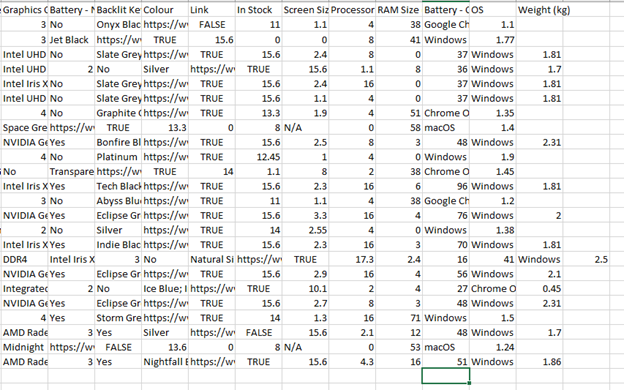 Graphics C Battery - N Backlit Key Colour Link In Stock Screen Siz Processor RAM Size Battery - C OS Weight (kg)
3 No Onyx Blac https://w FALSE 11 1.1 4 38 Google Ch 1.1
3 Jet Black https://w TRUE 15.6 0 8 41 Windows 1.77
Intel UHD No Slate Grey https://w TRUE 15.6 2.4 8 0 37 Windows 1.81
Intel UHD 2 No Silver https://w TRUE 15.6 1.1 8 36 Windows 1.7
Intel Iris X No Slate Grey https://w TRUE 15.6 2.4 16 0 37 Windows 1.81
Intel UHD No Slate Grey https://w TRUE 15.6 1.1 4 0 37 Windows 1.81
4 No Graphite https://w TRUE 13.3 1.9 4 51 Chrome O 1.35
Space Gre https://w TRUE 13.3 0 8 N/A 58 macOS 1.4
NVIDIA Ge Yes Bonfire Bl https://w TRUE 15.6 2.5 8 3 48 Windows 2.31
4 No Platinum https://w TRUE 12.45 1 4 0 Windows 1.9
No Transpare https://w TRUE 14 1.1 8 2 38 Chrome O 1.45
Intel Iris X Yes Tech Black https://w TRUE 15.6 2.3 16 6 96 Windows 1.81
3 No Abyss Blu https://w TRUE 11 1.1 4 38 Google Ch 1.2
NVIDIA Ge Yes Eclipse Gr https://w TRUE 15.6 3.3 16 4 76 Windows 2
2 No Silver https://w TRUE 14 2.55 4 0 Windows 1.38
Intel Iris X Yes Indie Blac https://w TRUE 15.6 2.3 16 3 70 Windows 1.81
DDR4 Intel Iris X 3 No Natural Si https://w TRUE 17.3 2.4 16 41 Windows 2.5
NVIDIA Ge Yes Eclipse Gr https://w TRUE 15.6 2.9 16 4 56 Windows 2.1
Integrated 2 No Ice Blue; I https://w TRUE 10.1 2 4 27 Chrome O 0.45
NVIDIA Ge Yes Eclipse Gr https://w TRUE 15.6 2.7 8 3 48 Windows 2.31
4 Yes Storm Gre https://w TRUE 14 1.3 16 71 Windows 1.5
AMD Rade 3 Yes Silver https://w FALSE 15.6 2.1 12 48 Windows 1.7
Midnight https://w FALSE 13.6 0 8 N/A 53 macOS 1.24
AMD Rade 3 Yes Nightfall B https://w TRUE 15.6 4.3 16 51 Windows 1.86